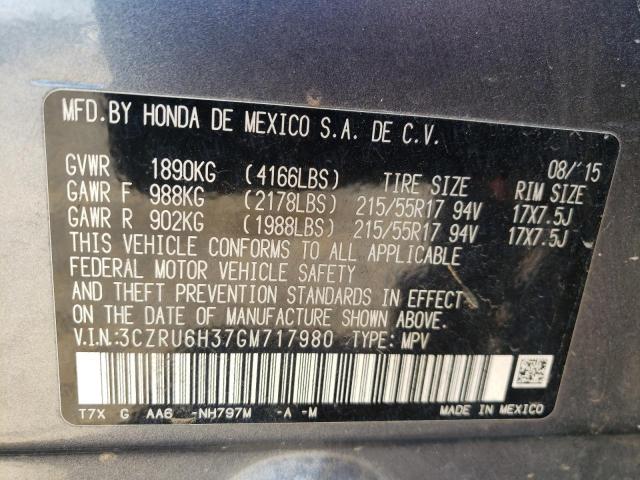 MFD.BY HONDA DE MEXICO S.A. DE C.V.
GVWR 1890KG (4166LBS) 08/'15
GAWR F 988KG (2178LBS) TIRE SIZE RIM SIZE
GAWR R 902KG (1988LBS) 215/55R17 94V 17X7.5J
215/55R17 94V 17X7.5J
THIS VEHICLE CONFORMS TO ALL APPLICABLE
FEDERAL MOTOR VEHICLE SAFETY
AND THEFT PREVENTION STANDARDS IN EFFECT
ON THE DATE OF MANUFACTURE SHOWN ABOVE.
V.I.N.:3CZRU6H37GM717980 TYPE: MPV
T7X G AA6 -NH797M -A -M MADE IN MEXICO